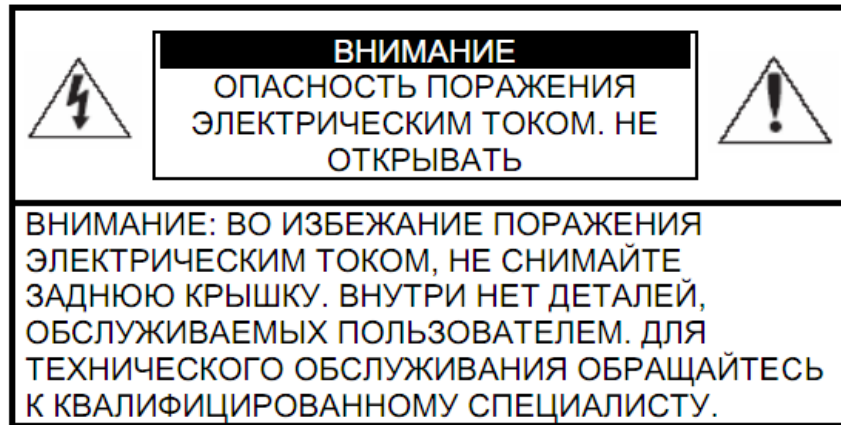 ВНИМАНИЕ
ОПАСНОСТЬ ПОРАЖЕНИЯ
ЭЛЕКТРИЧЕСКИМ ТОКОМ. НЕ
ОТКРЫВАТЬ
ВНИМАНИЕ: ВО ИЗБЕЖАНИЕ ПОРАЖЕНИЯ
ЭЛЕКТРИЧЕСКИМ ТОКОМ, НЕ СНИМАЙТЕ
ЗАДНЮЮ КРЫШКУ. ВНУТРИ НЕТ ДЕТАЛЕЙ,
ОБСЛУЖИВАЕМЫХ ПОЛЬЗОВАТЕЛЕМ. ДЛЯ
ТЕХНИЧЕСКОГО ОБСЛУЖИВАНИЯ ОБРАЩАЙТЕСЬ
К КВАЛИФИЦИРОВАННОМУ СПЕЦИАЛИСТУ.